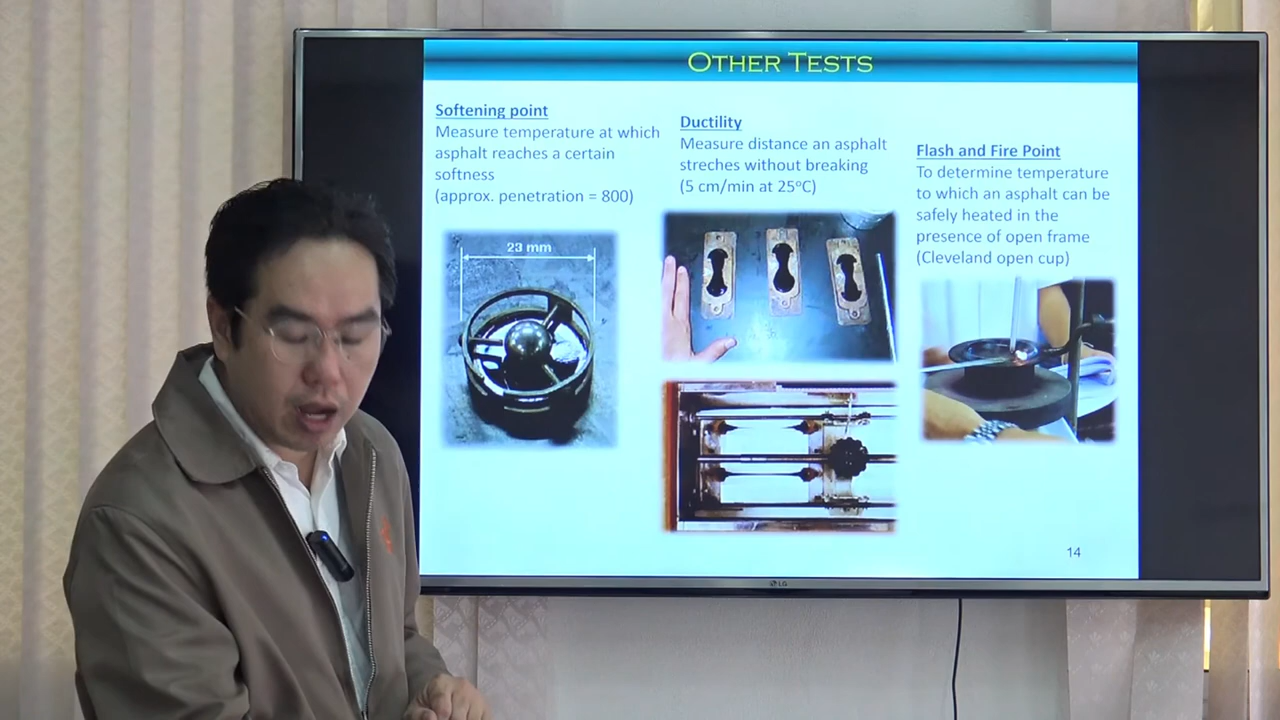 OTHER TESTS
Softening point
Measure temperature at which
asphalt reaches a certain
softness
(approx. penetration = 800)
23 mm
Ductility
Measure distance an asphalt
streches without breaking
(5 cm/min at 25°C)
Flash and Fire Point
To determine temperature
to which an asphalt can be
safely heated in the
presence of open frame
(Cleveland open cup)
14
LG